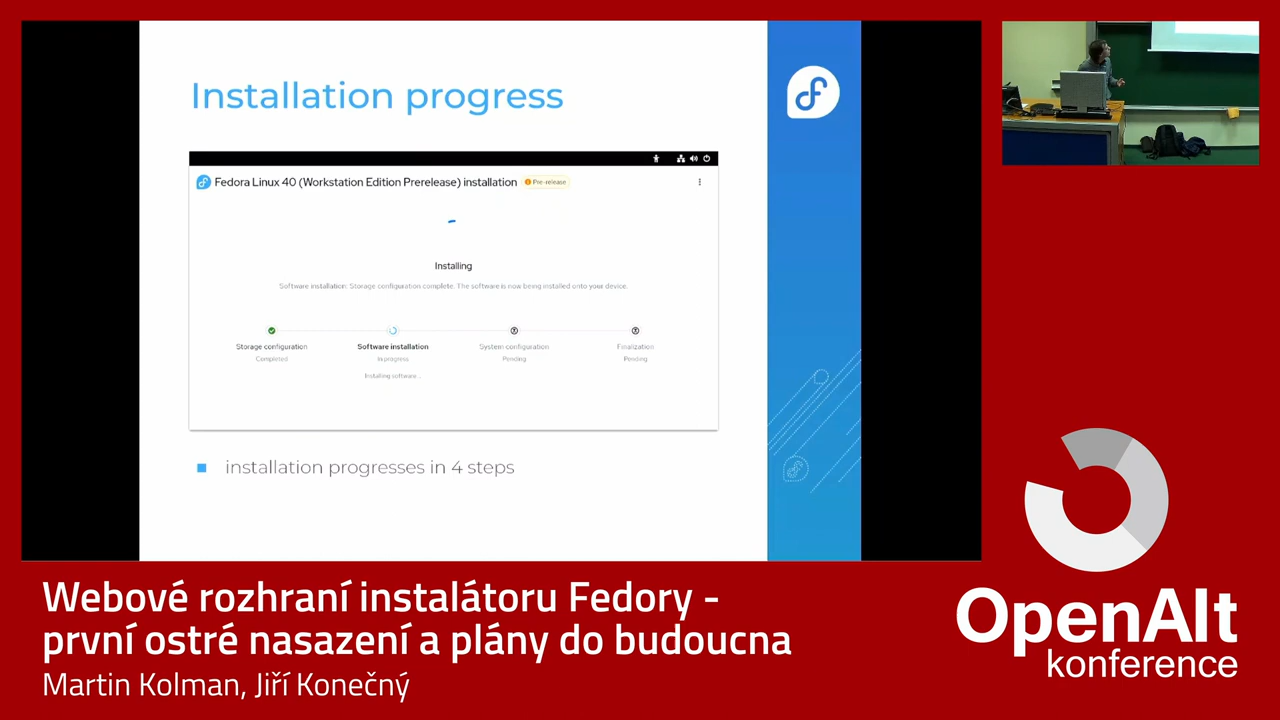 Installation progress
Fedora Linux 40 (Workstation Edition Prerelease) installation
Pre-release
Installing
Software installation: Storage configuration complete. The software is now being installed onto your device.
Storage configuration
Completed
Software installation
In progress
Installing software...
System configuration
Pending
Finalization
Pending
installation progresses in 4 steps
Webové rozhraní instalátoru Fedory -
první ostré nasazení a plány do budoucna
Martin Kolman, Jiří Konečný
OpenAlt
konference